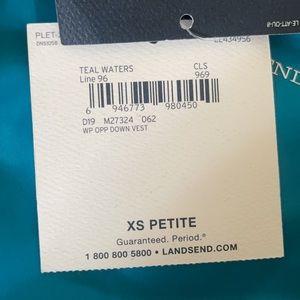 TEAL WATERS CLS
Line 96 969
6 946773 980450
D19 M27324 062
WP OPP DOWN VEST
XS PETITE
Guaranteed. Period.®
1 800 800 5800 • LANDSEND.COM